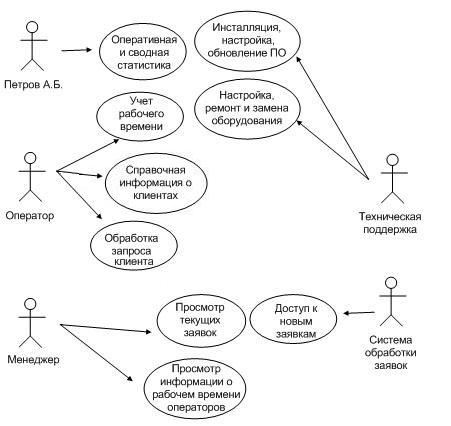 Петров А.Б.
Оперативная
и сводная
статистика
Инсталляция,
настройка,
обновление ПО
Учет
рабочего
времени
Настройка,
ремонт и замена
оборудования
Оператор
Справочная
информация о
клиентах
Техническая
поддержка
Обработка
запроса
клиента
Менеджер
Просмотр
текущих
заявок
Доступ к
новым
заявкам
Система
обработки
заявок
Просмотр
информации о
рабочем времени
операторов